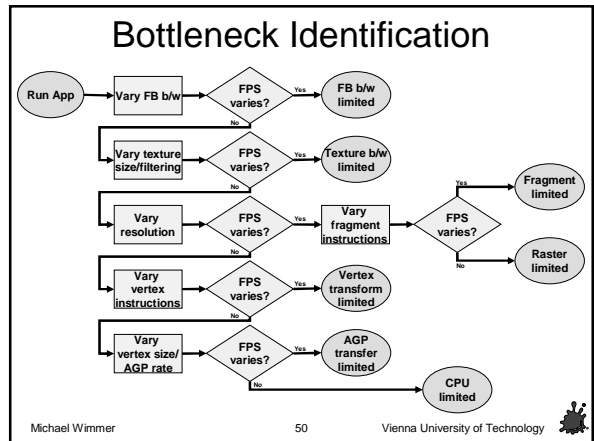 Bottleneck Identification
Run App
Vary FB b/w
FPS
varies?
Yes
FB b/w
limited
No
Vary texture
size/filtering
FPS
varies?
Yes
Texture b/w
limited
No
Vary
resolution
FPS
varies?
Yes
Vary
fragment
instructions
FPS
varies?
Yes
Fragment
limited
No
Raster
limited
No
Vary
vertex
instructions
FPS
varies?
Yes
Vertex
transform
limited
No
Vary
vertex size/
AGP rate
FPS
varies?
Yes
AGP
transfer
limited
No
CPU
limited
Michael Wimmer
50
Vienna University of Technology